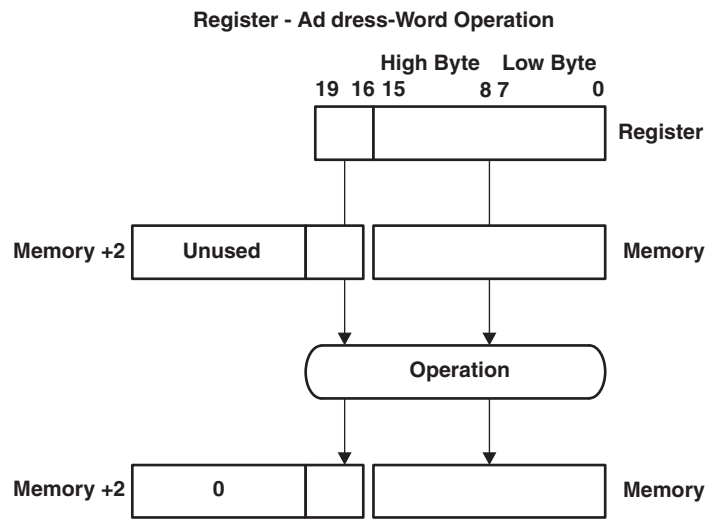 Register - Ad dress-Word Operation
High Byte Low Byte
19 16 15 8 7 0
Register
Memory +2 Unused Memory
Operation
Memory +2 0 Memory